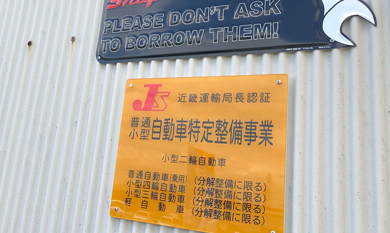 PLEASE DON'T ASK
TO BORROW THEM!
JS 近畿運輸局長認証
普通
小型 自動車特定整備事業
小型二輪自動車
普通自動車(乗用) (分解整備に限る)
小型四輪自動車 (分解整備に限る)
小型三輪自動車 (分解整備に限る)
軽自動車 (分解整備に限る)